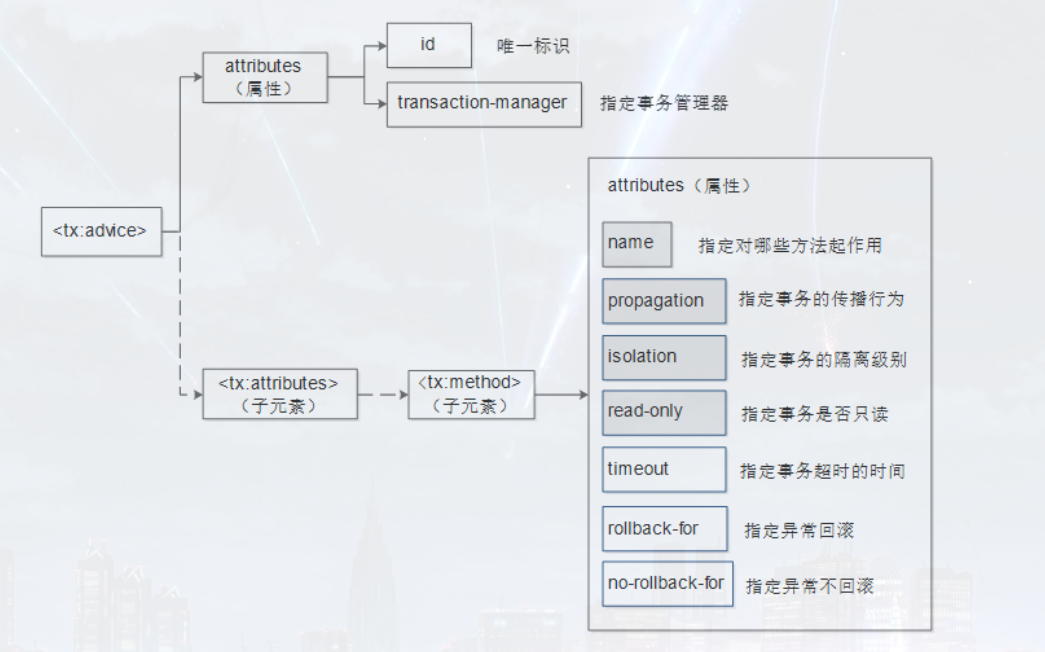 id 唯一标识
attributes
（属性）
transaction-manager 指定事务管理器
attributes（属性）
<tx:advice>
name 指定对哪些方法起作用
propagation 指定事务的传播行为
isolation 指定事务的隔离级别
<tx:attributes>
（子元素）
<tx:method>
（子元素）
read-only 指定事务是否只读
timeout 指定事务超时的时间
rollback-for 指定异常回滚
no-rollback-for 指定异常不回滚